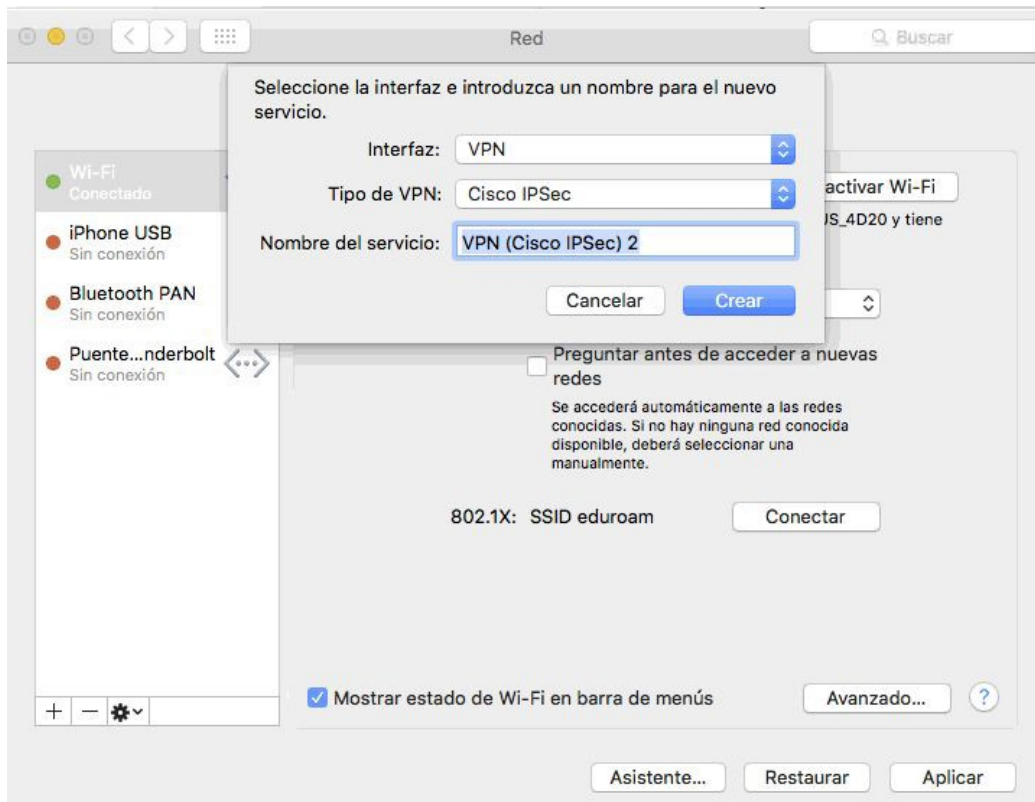 Red
Buscar
Seleccione la interfaz e introduzca un nombre para el nuevo
servicio.
Interfaz: VPN
Tipo de VPN: Cisco IPSec
Nombre del servicio: VPN (Cisco IPSec) 2
Cancelar Crear
Wi-Fi
Conectado
iPhone USB
Sin conexión
Bluetooth PAN
Sin conexión
Puente...nderbolt
Sin conexión
activar Wi-Fi
JS_4D20 y tiene
Preguntar antes de acceder a nuevas
redes
Se accederá automáticamente a las redes
conocidas. Si no hay ninguna red conocida
disponible, deberá seleccionar una
manualmente.
802.1X: SSID eduroam Conectar
Mostrar estado de Wi-Fi en barra de menús Avanzado... ?
Asistente... Restaurar Aplicar